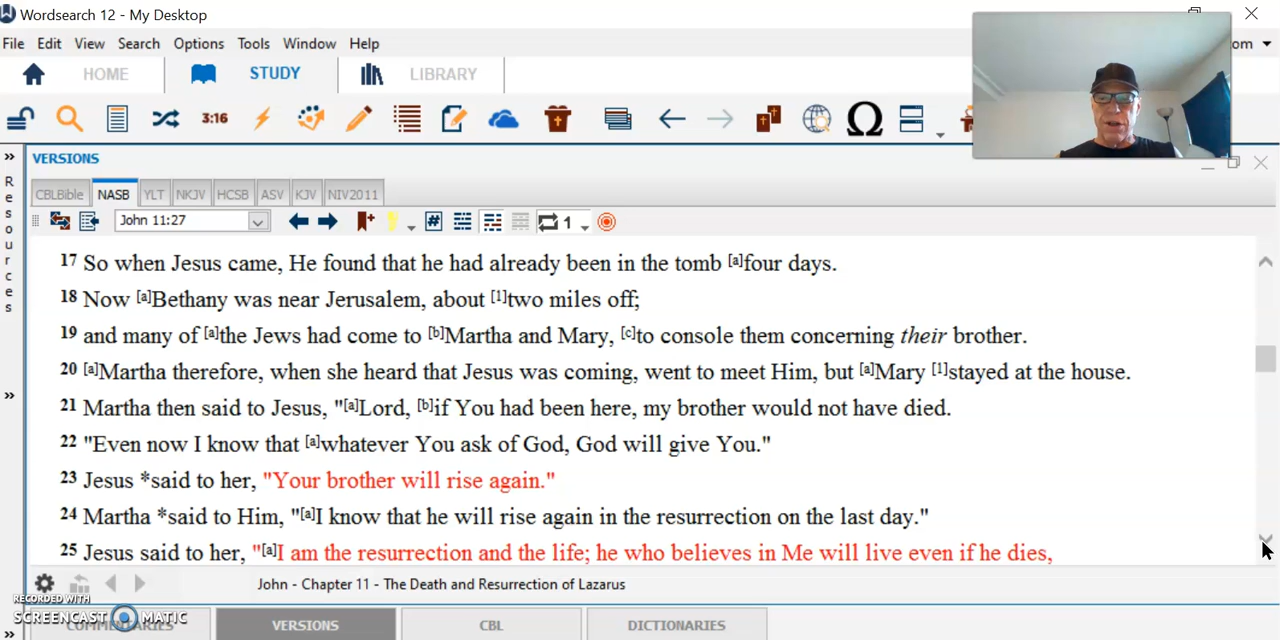 Wordsearch 12 - My Desktop
File Edit View Search Options Tools Window Help
om
HOME STUDY LIBRARY
3:16 Ω
VERSIONS
Resources
CBLBible NASB YLT NKJV HCSB ASV KJV NIV2011
John 11:27 # 1
17 So when Jesus came, He found that he had already been in the tomb [a]four days.
18 Now [a]Bethany was near Jerusalem, about [1]two miles off;
19 and many of [a]the Jews had come to [b]Martha and Mary, [c]to console them concerning their brother.
20 [a]Martha therefore, when she heard that Jesus was coming, went to meet Him, but [a]Mary [1]stayed at the house.
21 Martha then said to Jesus, "[a]Lord, [b]if You had been here, my brother would not have died.
22 "Even now I know that [a]whatever You ask of God, God will give You."
23 Jesus *said to her, "Your brother will rise again."
24 Martha *said to Him, "[a]I know that he will rise again in the resurrection on the last day."
25 Jesus said to her, "[a]I am the resurrection and the life; he who believes in Me will live even if he dies,
John - Chapter 11 - The Death and Resurrection of Lazarus
RECORDED WITH
SCREENCAST MATIC
COMMENTARIES VERSIONS CBL DICTIONARIES